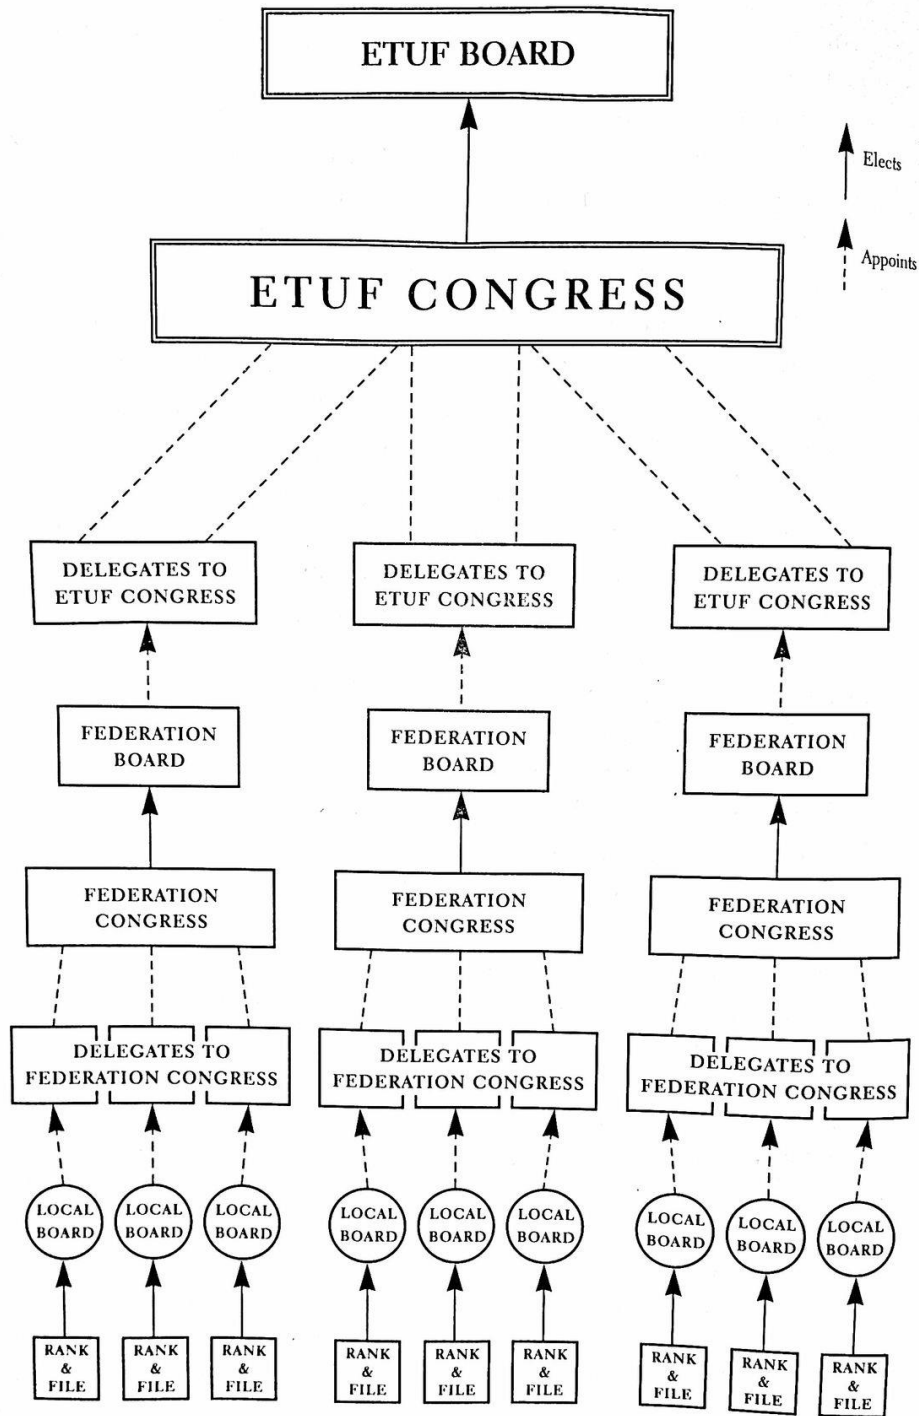 ETUF BOARD
Elects
Appoints
ETUF CONGRESS
DELEGATES TO
ETUF CONGRESS
DELEGATES TO
ETUF CONGRESS
DELEGATES TO
ETUF CONGRESS
FEDERATION
BOARD
FEDERATION
BOARD
FEDERATION
BOARD
FEDERATION
CONGRESS
FEDERATION
CONGRESS
FEDERATION
CONGRESS
DELEGATES TO
FEDERATION CONGRESS
DELEGATES TO
FEDERATION CONGRESS
DELEGATES TO
FEDERATION CONGRESS
LOCAL
BOARD
LOCAL
BOARD
LOCAL
BOARD
LOCAL
BOARD
LOCAL
BOARD
LOCAL
BOARD
LOCAL
BOARD
LOCAL
BOARD
LOCAL
BOARD
RANK
&
FILE
RANK
&
FILE
RANK
&
FILE
RANK
&
FILE
RANK
&
FILE
RANK
&
FILE
RANK
&
FILE
RANK
&
FILE
RANK
&
FILE